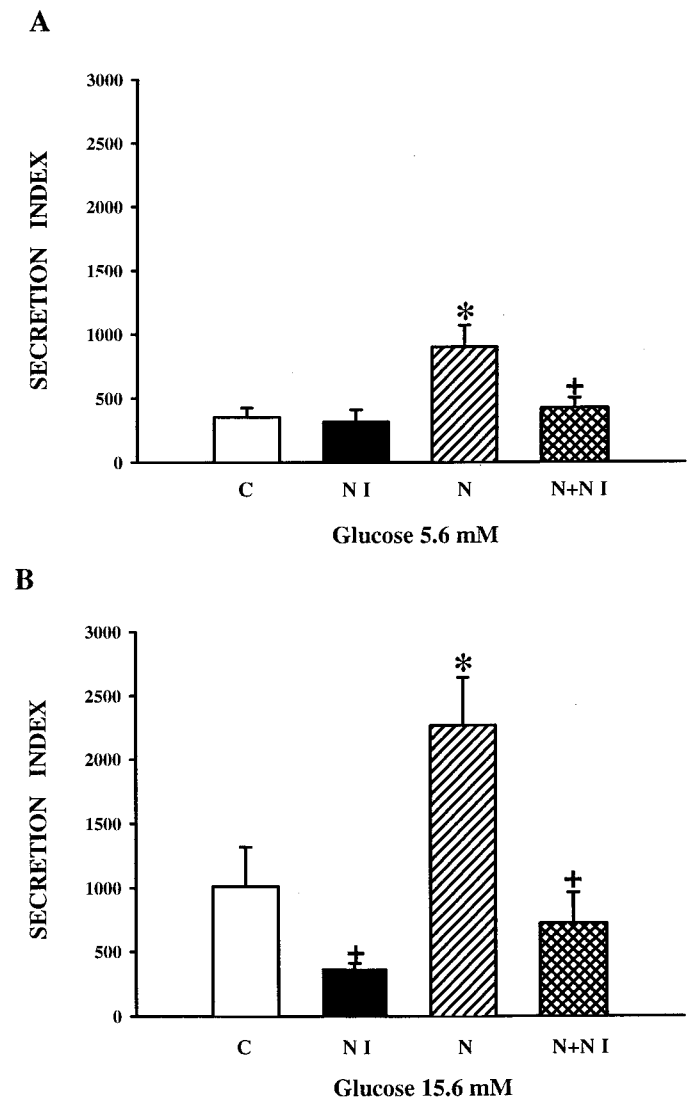 A
3000
2500
2000
1500
1000
500
0
SECRETION INDEX
*
+
C N I N N+N I
Glucose 5.6 mM
B
3000
2500
2000
1500
1000
500
0
SECRETION INDEX
*
+
+
C N I N N+N I
Glucose 15.6 mM